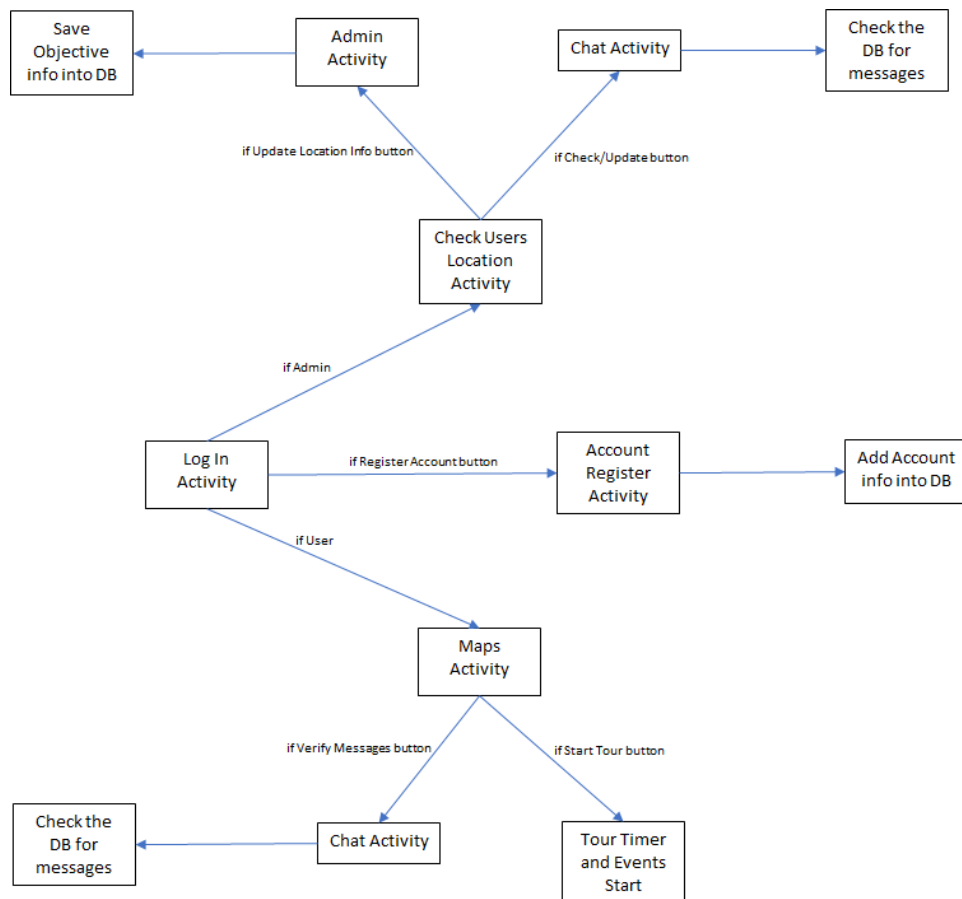 Save
Objective
info into DB
Admin
Activity
Chat Activity
Check the
DB for
messages
if Update Location Info button
if Check/Update button
Check Users
Location
Activity
if Admin
Log In
Activity
if Register Account button
Account
Register
Activity
Add Account
info into DB
if User
Maps
Activity
if Verify Messages button
if Start Tour button
Check the
DB for
messages
Chat Activity
Tour Timer
and Events
Start